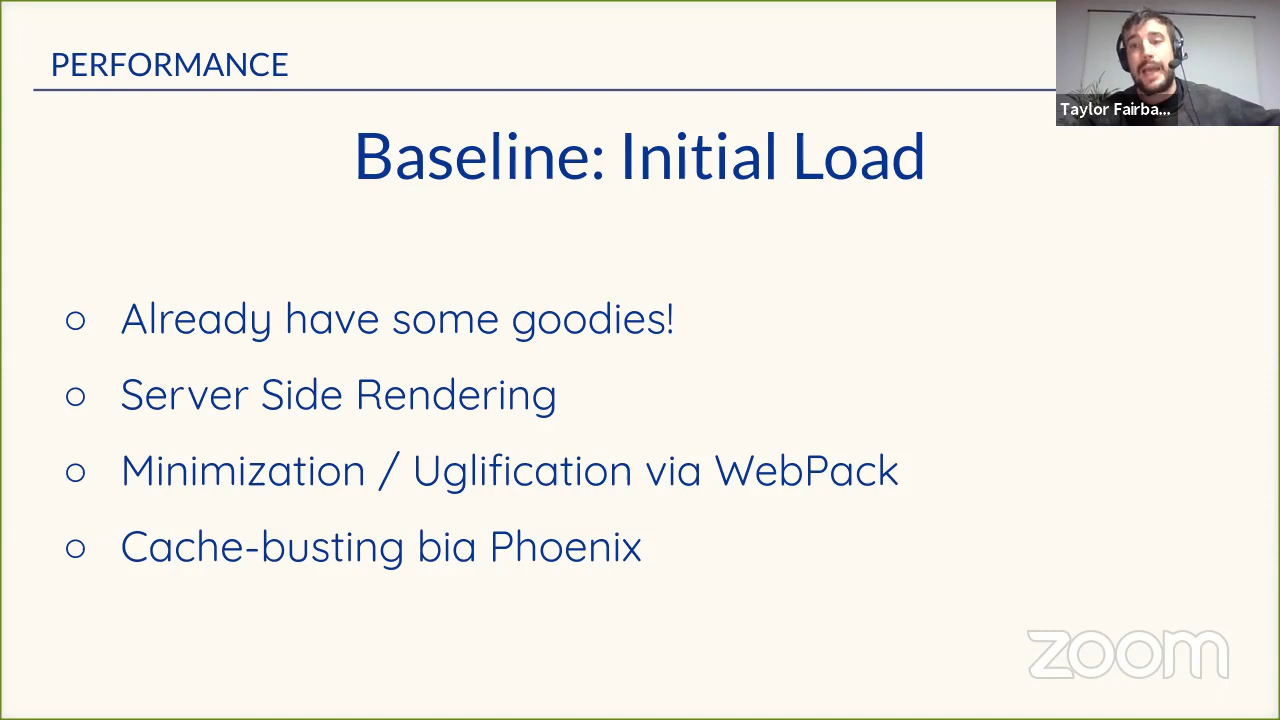 PERFORMANCE
Taylor Fairba...
Baseline: Initial Load
○ Already have some goodies!
○ Server Side Rendering
○ Minimization / Uglification via WebPack
○ Cache-busting bia Phoenix
zoom